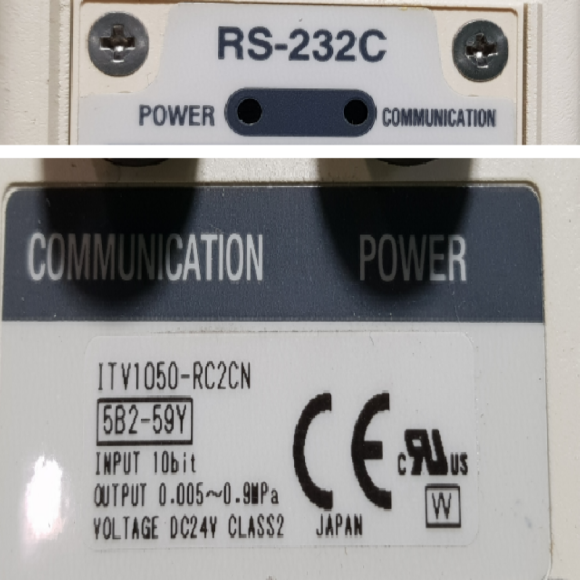 RS-232C
POWER COMMUNICATION
COMMUNICATION POWER
ITV1050-RC2CN
5B2-59Y
INPUT 10bit
OUTPUT 0.005~0.9MPa
VOLTAGE DC24V CLASS2 JAPAN
CE
c RU US
W